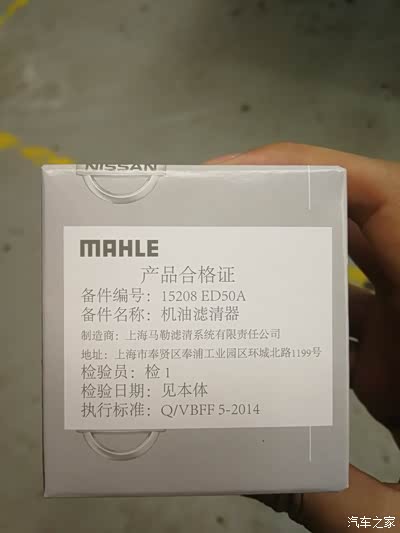 NISSAN
MAHLE
产品合格证
备件编号：15208 ED50A
备件名称：机油滤清器
制造商：上海马勒滤清系统有限责任公司
地址：上海市奉贤区奉浦工业园区环城北路1199号
检验员：检 1
检验日期：见本体
执行标准：Q/VBFF 5-2014
汽车之家